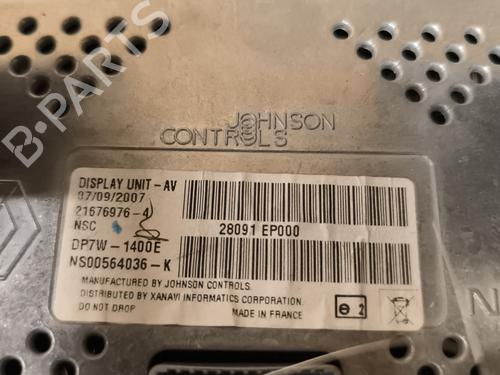 B-PARTS
JOHNSON
CONTROLS
DISPLAY UNIT-AV
07/09/2007
21676976-4
NSC
28091 EP000
DP7W-1400E
NS00564036-K
MANUFACTURED BY JOHNSON CONTROLS.
DISTRIBUTED BY XANAVI INFORMATICS CORPORATION.
DO NOT DROP
MADE IN FRANCE
e 2